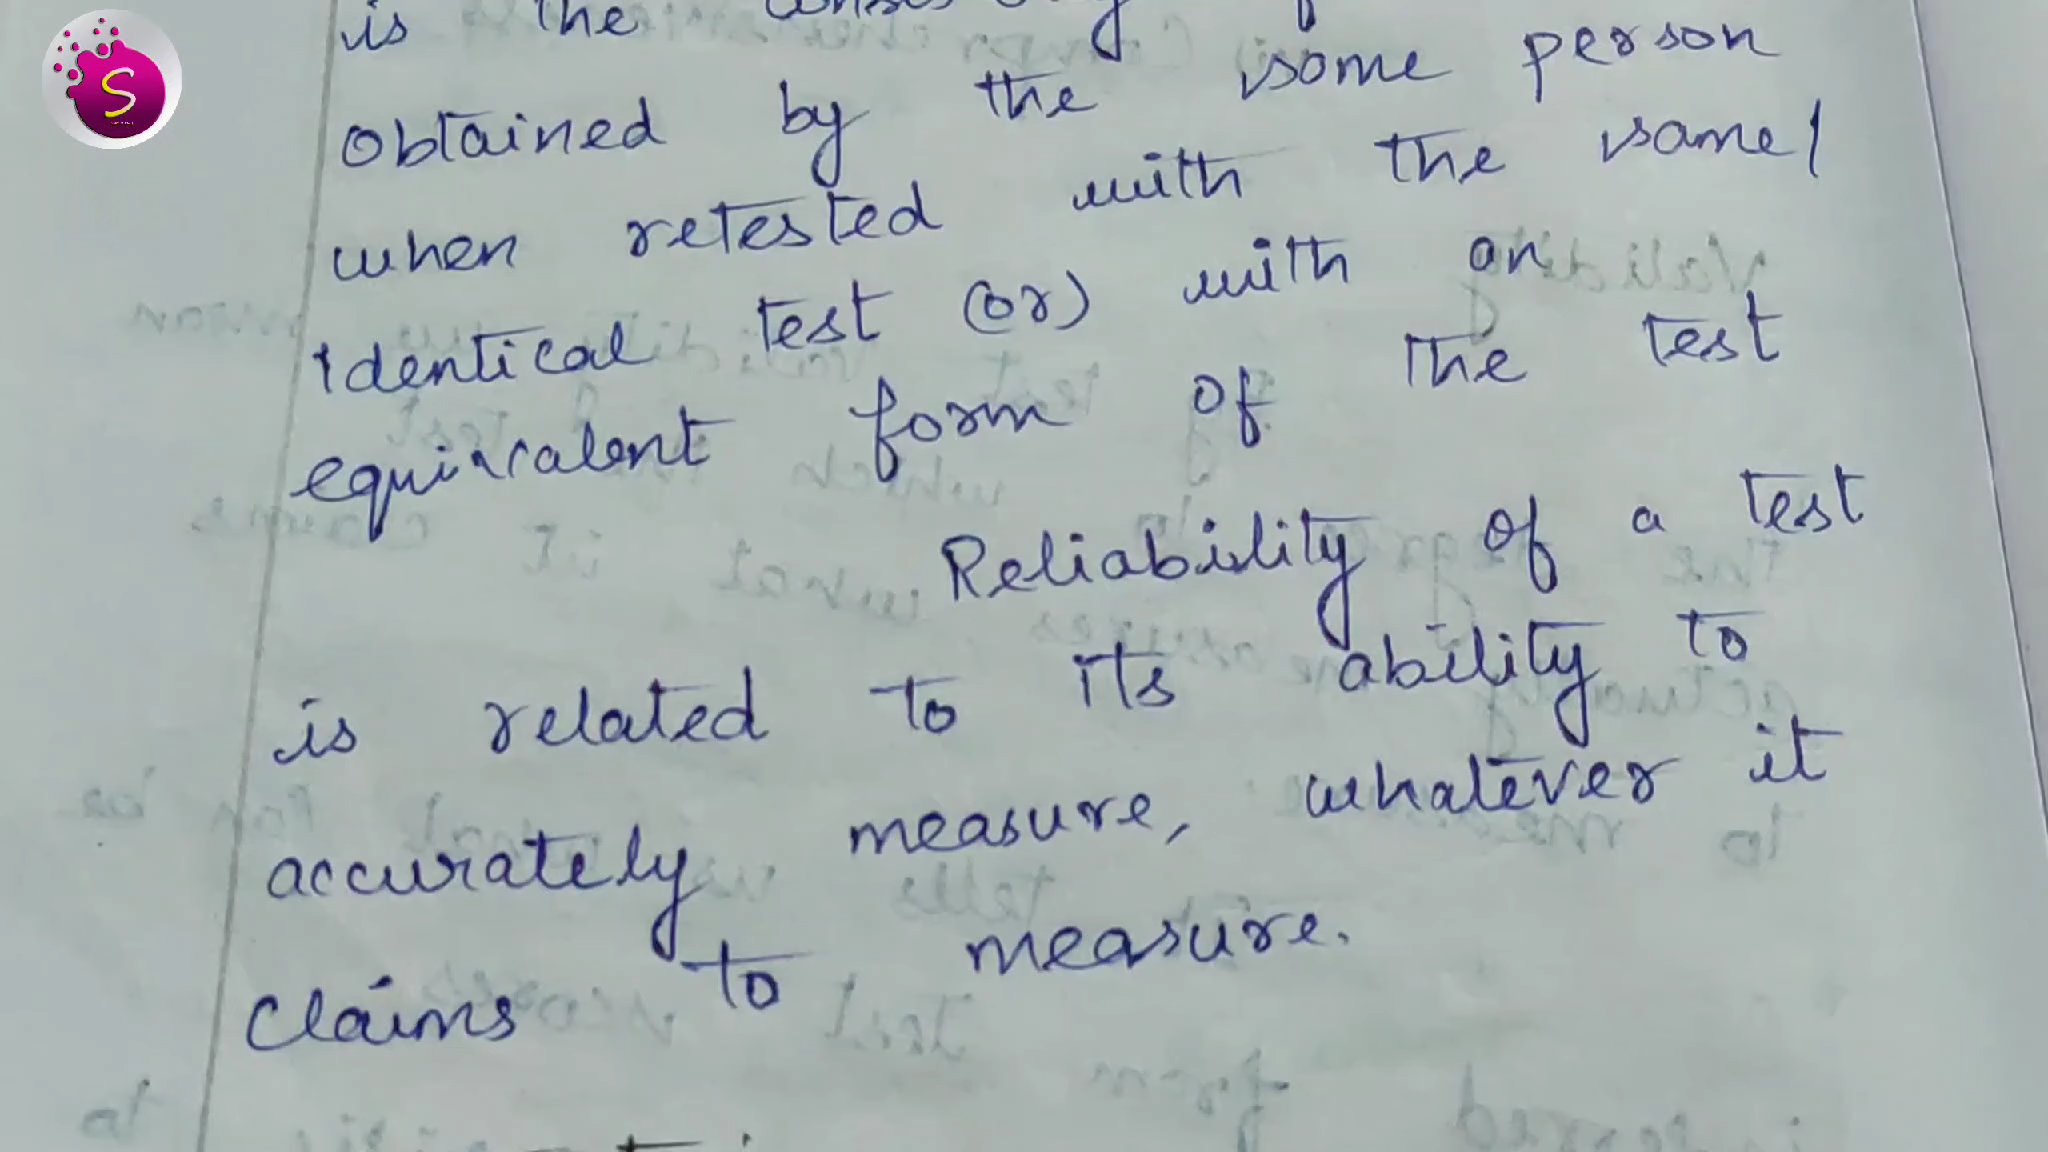 S
is the
obtained by the some person
when retested with the same/
identical test (or) with an
equivalent form of the test
Reliability of a test
is related to its ability to
accurately measure, whatever it
claims to measure.